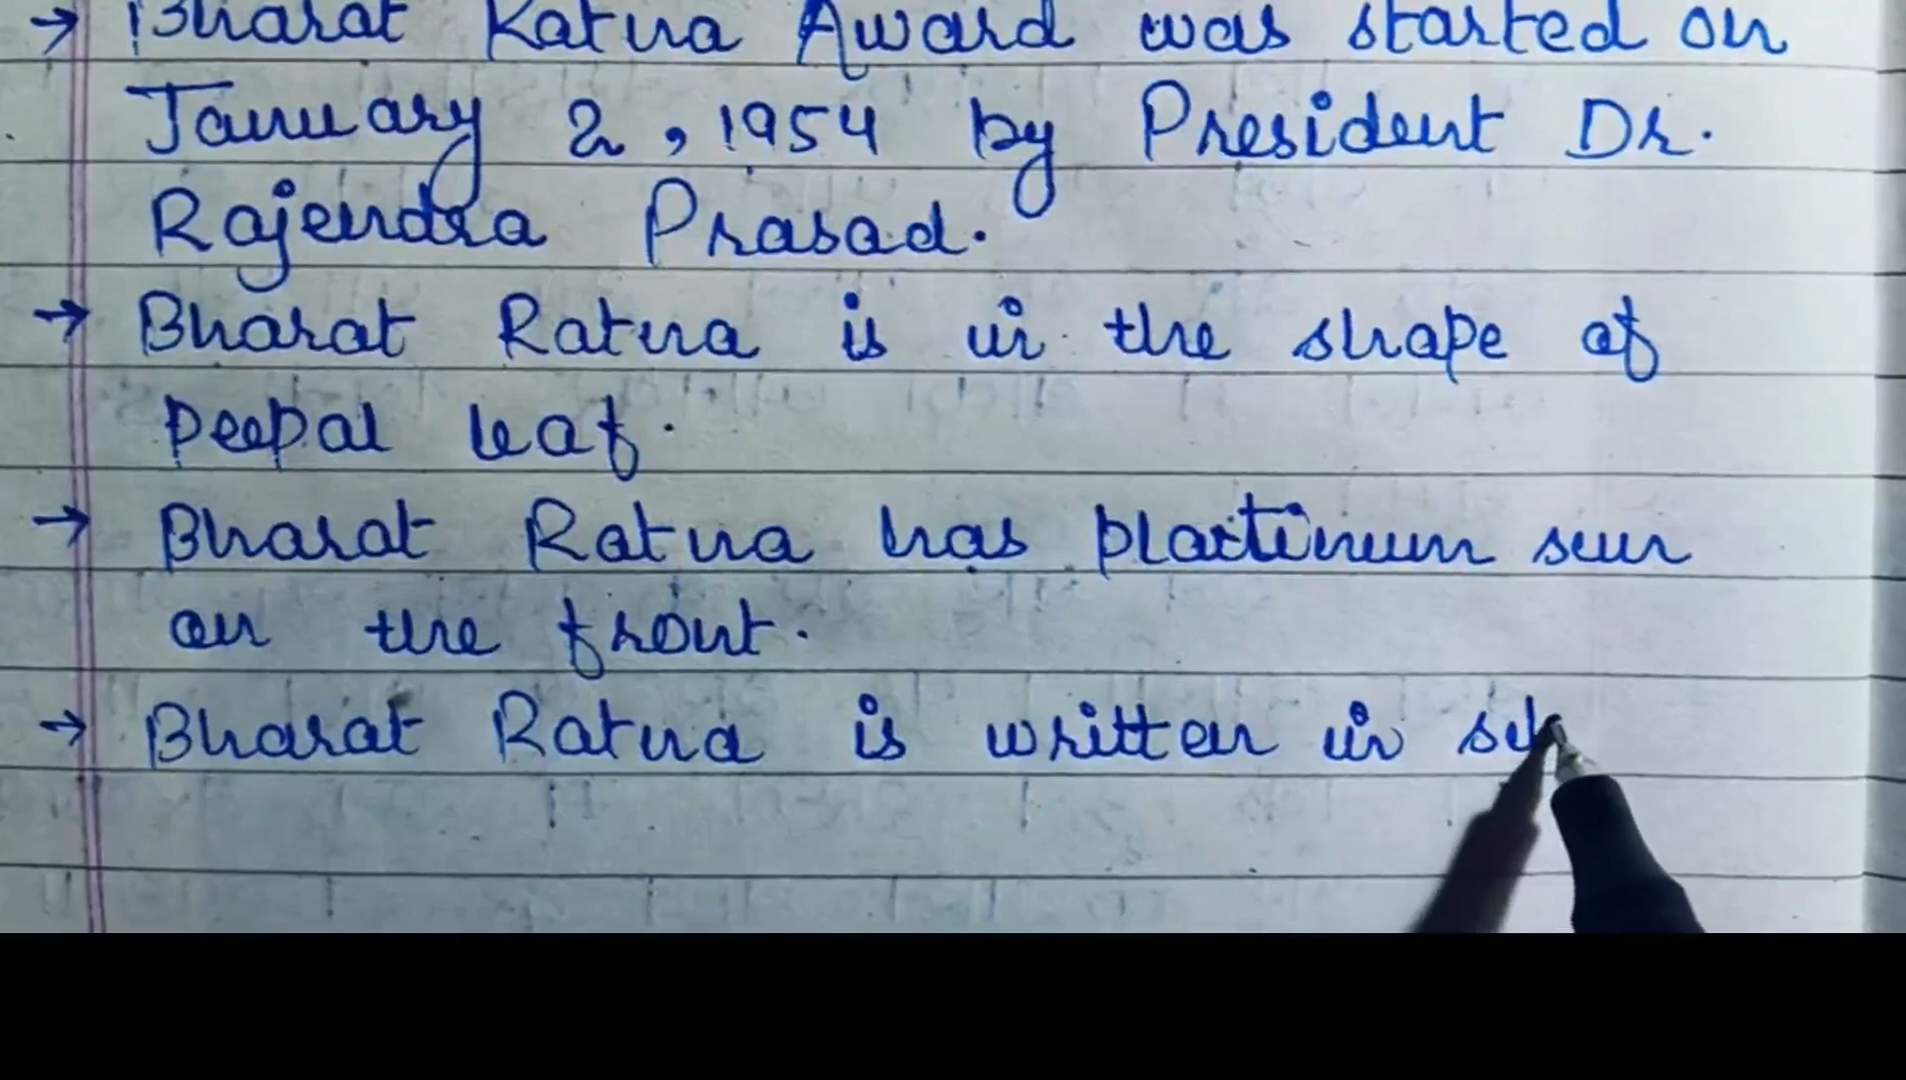 → Bharat Ratna Award was started on
January 2, 1954 by President Dr.
Rajendra Prasad.
→ Bharat Ratna is in the shape of
peepal leaf.
→ Bharat Ratna has platinum sun
on the front.
→ Bharat Ratna is written in